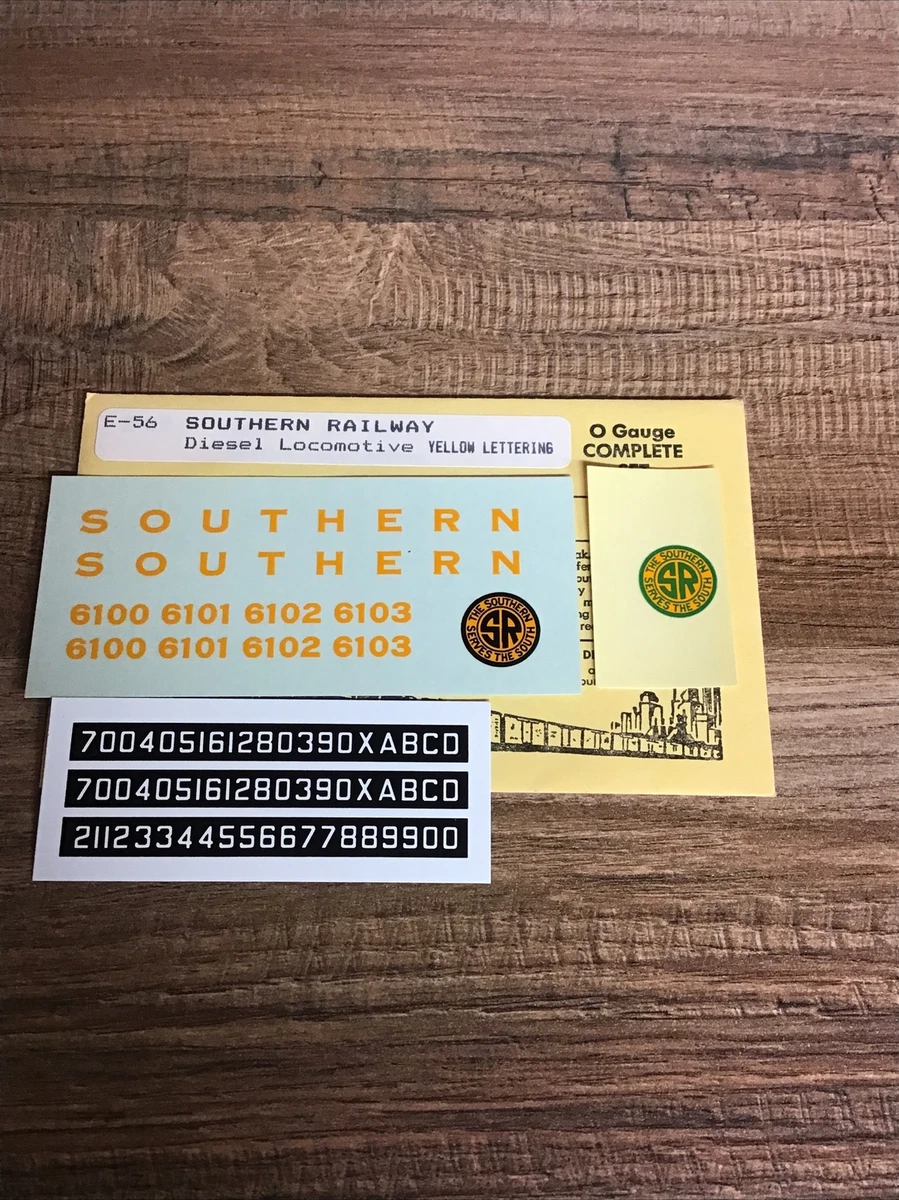 E-56 SOUTHERN RAILWAY
Diesel Locomotive YELLOW LETTERING
O Gauge
COMPLETE
SOUTHERN
SOUTHERN
6100 6101 6102 6103
6100 6101 6102 6103
THE SOUTHERN
SR
SERVES THE SOUTH
THE SOUTHERN
SR
SERVES THE SOUTH
700405161280390XABCD
700405161280390XABCD
2112233445566778899OO